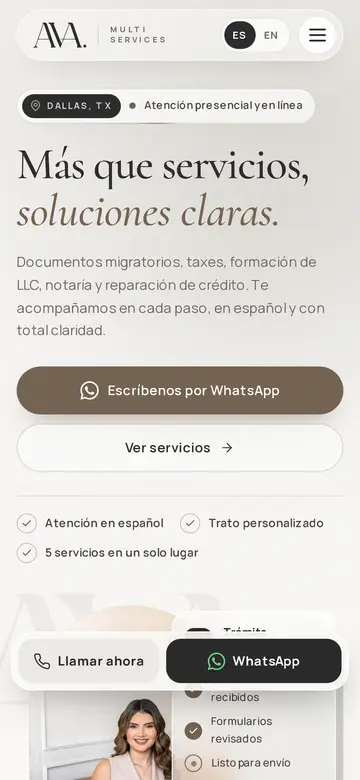 AVA. MULTI
SERVICES
ES EN
DALLAS, TX Atención presencial y en línea
Más que servicios,
soluciones claras.
Documentos migratorios, taxes, formación de
LLC, notaría y reparación de crédito. Te
acompañamos en cada paso, en español y con
total claridad.
Escríbenos por WhatsApp
Ver servicios →
Atención en español Trato personalizado
5 servicios en un solo lugar
Trámite
Llamar ahora WhatsApp
recibidos
Formularios
revisados
Listo para envío